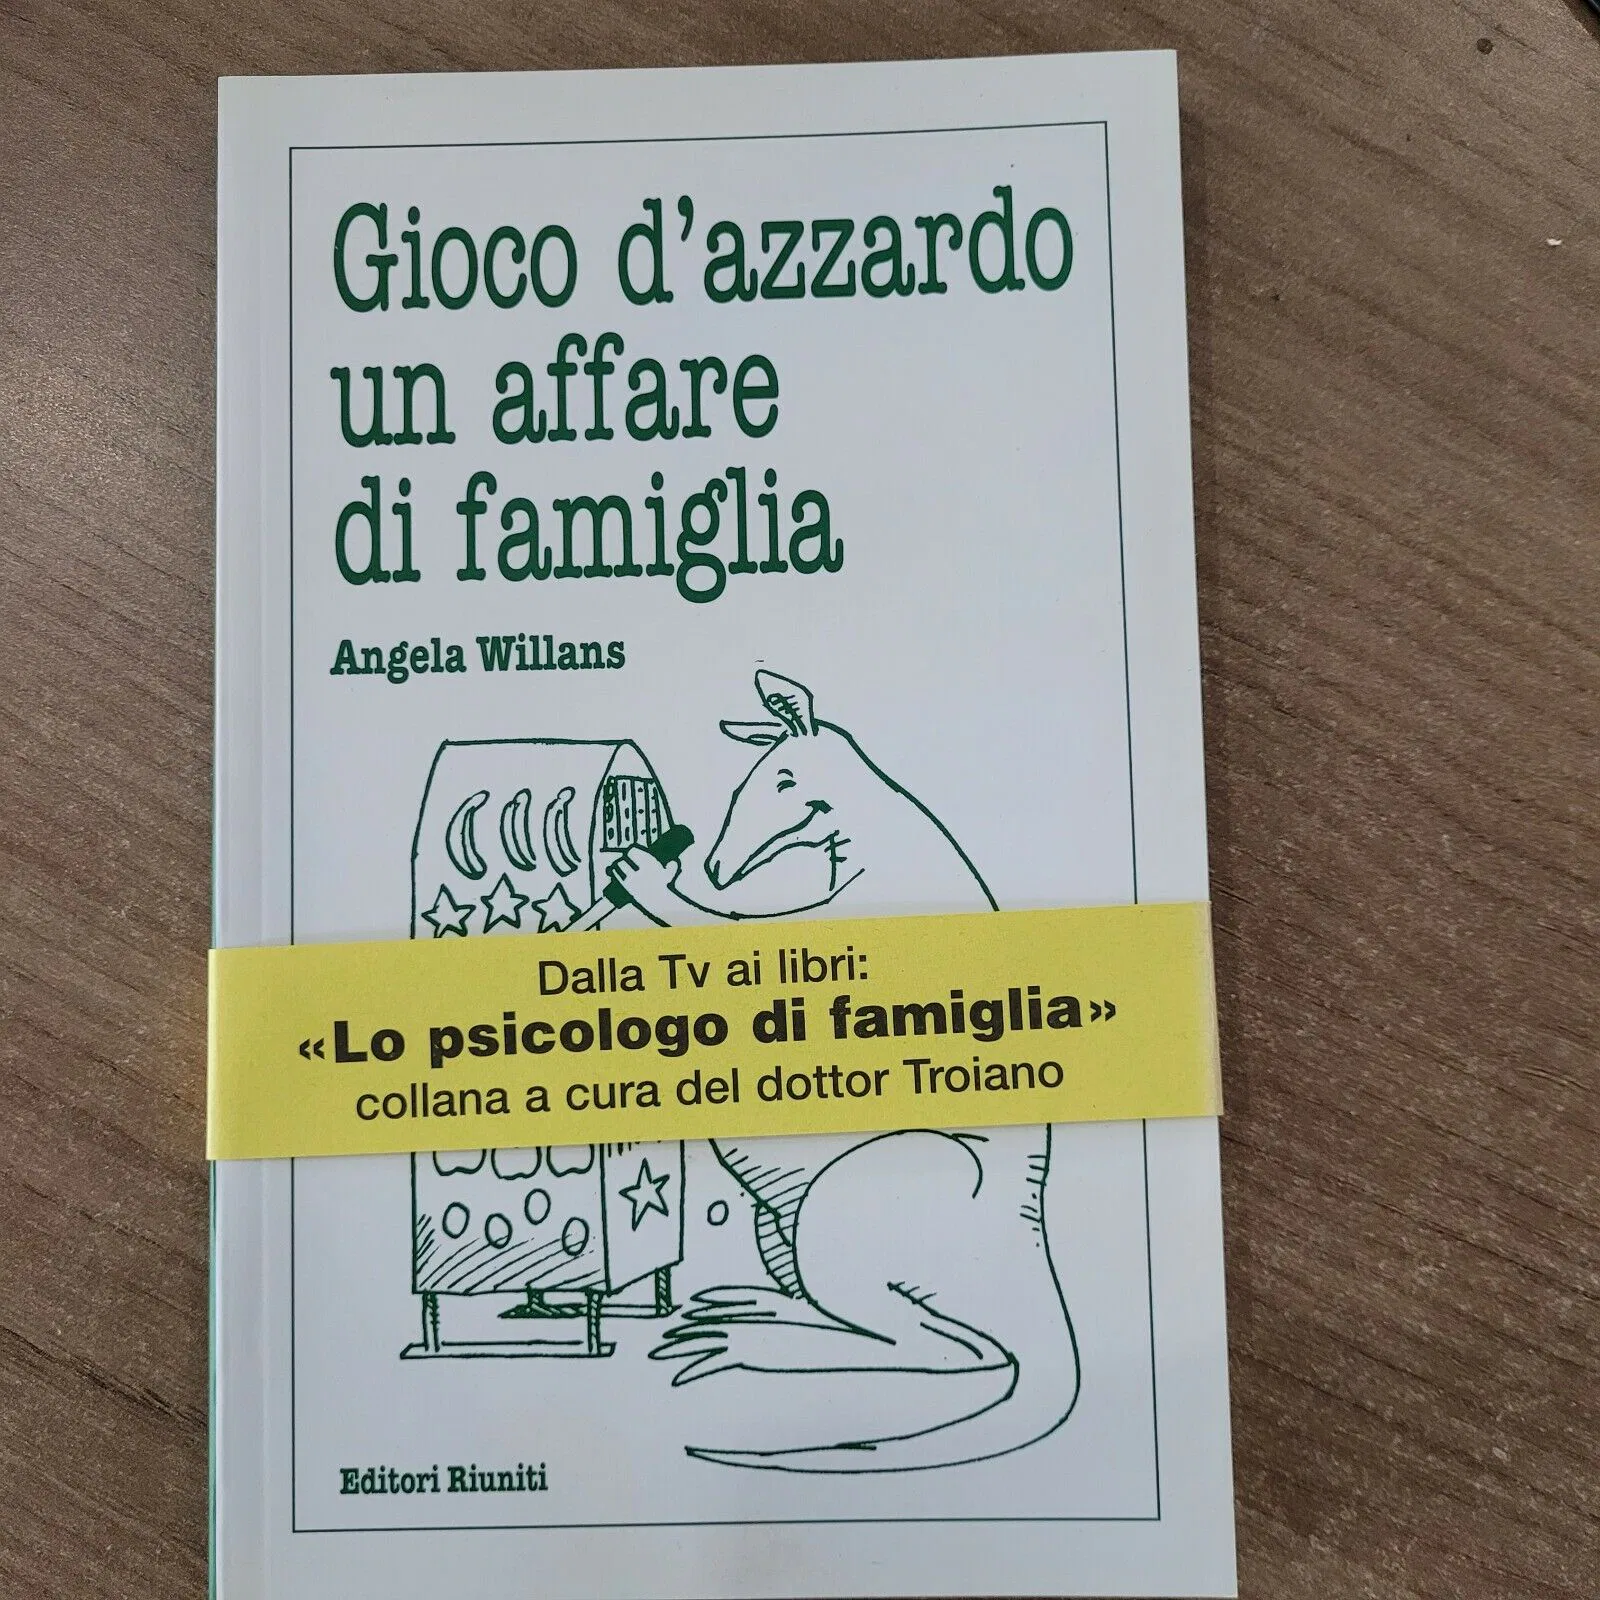 Gioco d'azzardo
un affare
di famiglia
Angela Willans
Dalla Tv ai libri:
«Lo psicologo di famiglia»
collana a cura del dottor Troiano
Editori Riuniti